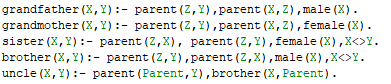 grandfather(X,Y):- parent(Z,Y),parent(X,Z),male(X).
grandmother(X,Y):- parent(Z,Y),parent(X,Z),female(X).
sister(X,Y):- parent(Z,X), parent(Z,Y),female(X),X<>Y.
brother(X,Y):- parent(Z,Y),parent(Z,X),male(X),X<>Y.
uncle(X,Y):- parent(Parent,Y),brother(X,Parent).